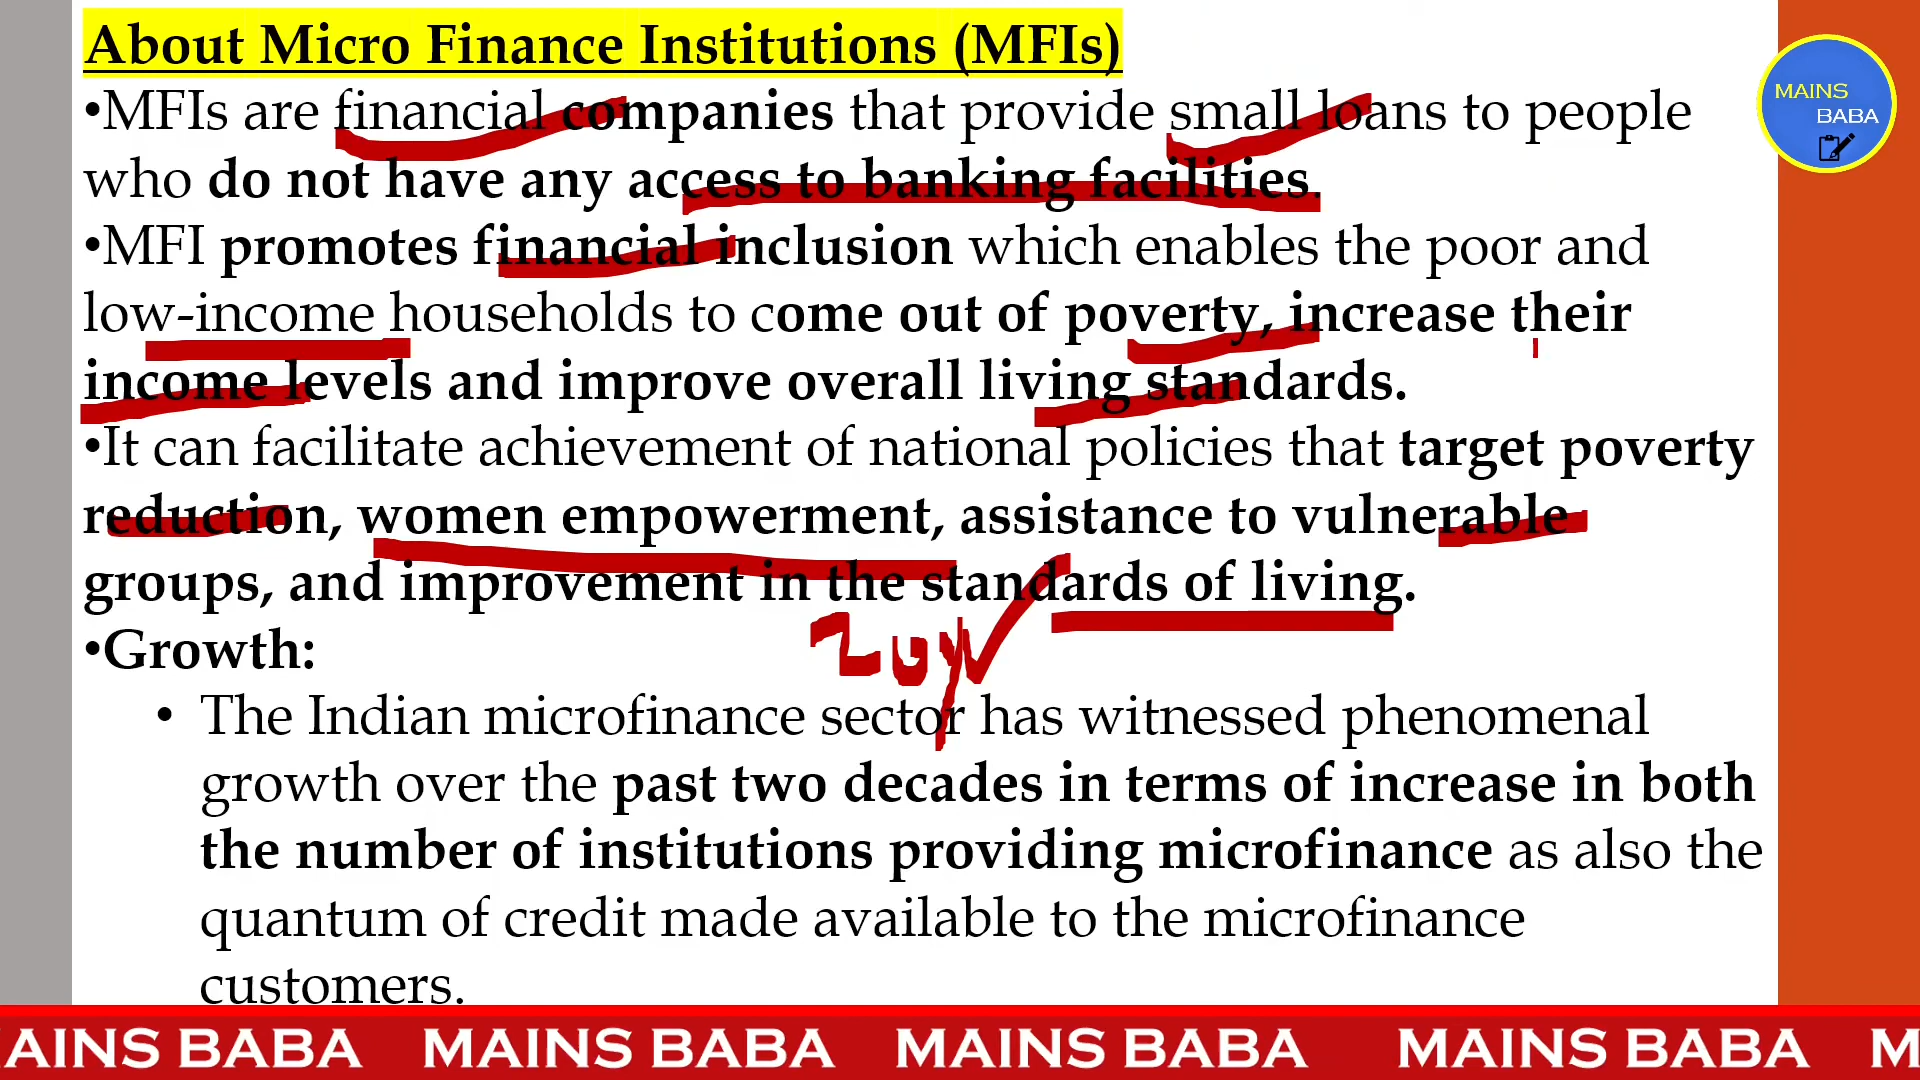 About Micro Finance Institutions (MFIs)
•MFIs are financial companies that provide small loans to people
who do not have any access to banking facilities.
•MFI promotes financial inclusion which enables the poor and
low-income households to come out of poverty, increase their
income levels and improve overall living standards.
•It can facilitate achievement of national policies that target poverty
reduction, women empowerment, assistance to vulnerable
groups, and improvement in the standards of living.
•Growth:
• The Indian microfinance sector has witnessed phenomenal
growth over the past two decades in terms of increase in both
the number of institutions providing microfinance as also the
quantum of credit made available to the microfinance
customers.
MAINS
BABA
AINS BABA MAINS BABA MAINS BABA MAINS BABA M